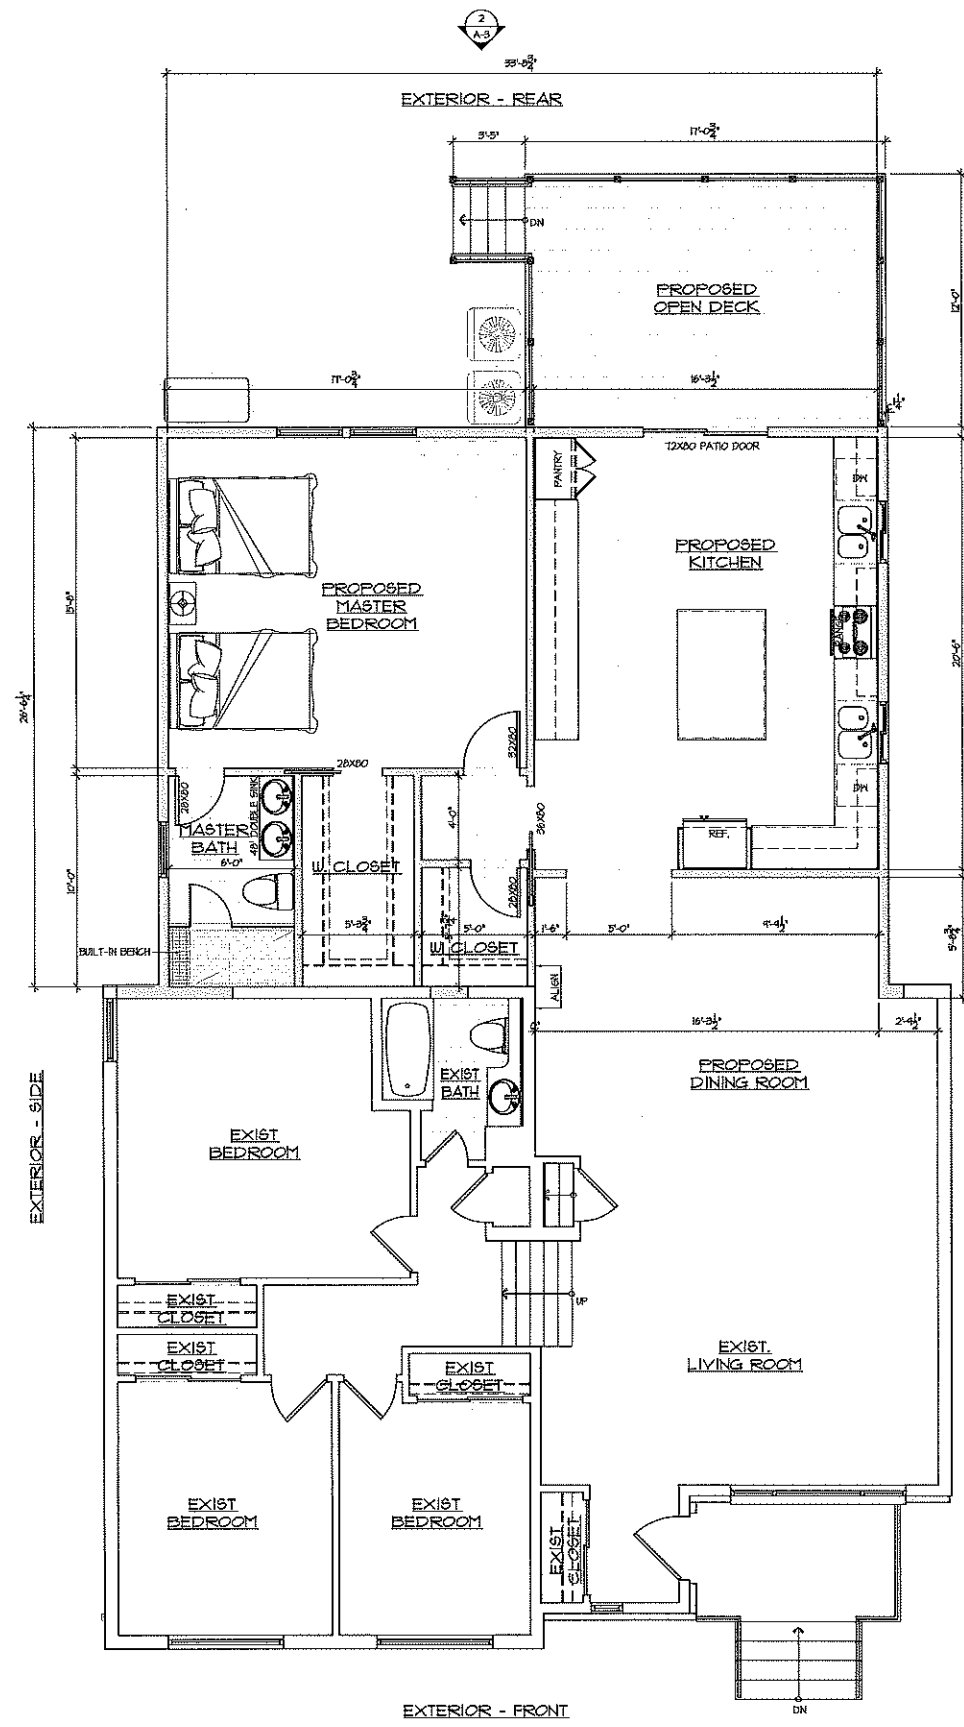 2
A-3
33'-8 3/4"
EXTERIOR - REAR
3'-5"
17'-0 3/4"
DN
PROPOSED
OPEN DECK
12'-0"
17'-0 3/4"
16'-3 1/2"
1 1/4"
72X80 PATIO DOOR
PANTRY
DW
PROPOSED
KITCHEN
PROPOSED
MASTER
BEDROOM
RANGE
15'-8"
20'-6"
26'-6 1/4"
32X80
28X80
28X80
48" DOUBLE SINK
DW
MASTER
BATH
6'-0"
4'-0"
36X80
REF.
W. CLOSET
28X80
10'-0"
5'-3 3/4"
5'-0"
1'-6"
5'-0"
9'-4 1/2"
W. CLOSET
BUILT-IN BENCH
5'-8 3/4"
ALIGN
0"
16'-3 1/2"
2'-4 1/2"
PROPOSED
DINING ROOM
EXIST
BATH
EXTERIOR - SIDE
EXIST
BEDROOM
UP
EXIST
CLOSET
EXIST
CLOSET
EXIST
CLOSET
EXIST.
LIVING ROOM
EXIST
BEDROOM
EXIST
BEDROOM
EXIST
CLOSET
DN
EXTERIOR - FRONT